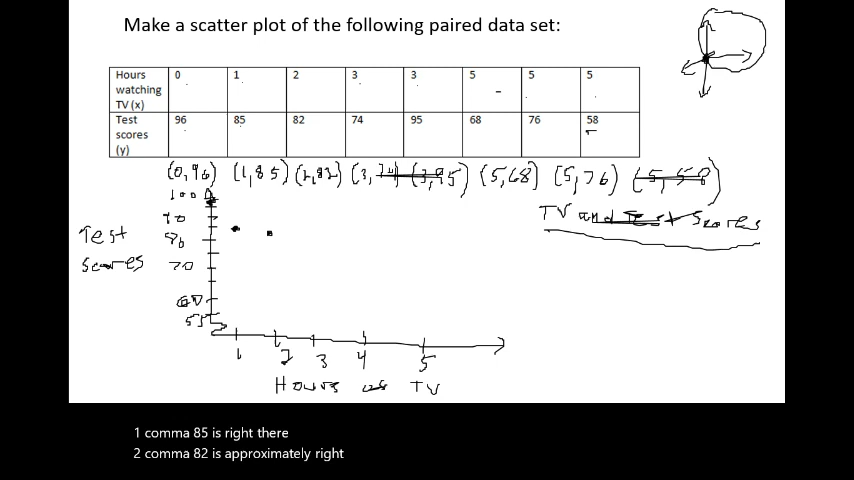 Make a scatter plot of the following paired data set:
Hours watching TV (x) 0 1 2 3 3 5 5 5
Test scores (y) 96 85 82 74 95 68 76 58
(0,96) (1,85) (2,82) (3,74) (3,95) (5,68) (5,76) (5,58)
TV and Test Scores
100
90
80
70
60
55
Test
Scores
1 2 3 4 5
Hours of TV
1 comma 85 is right there
2 comma 82 is approximately right